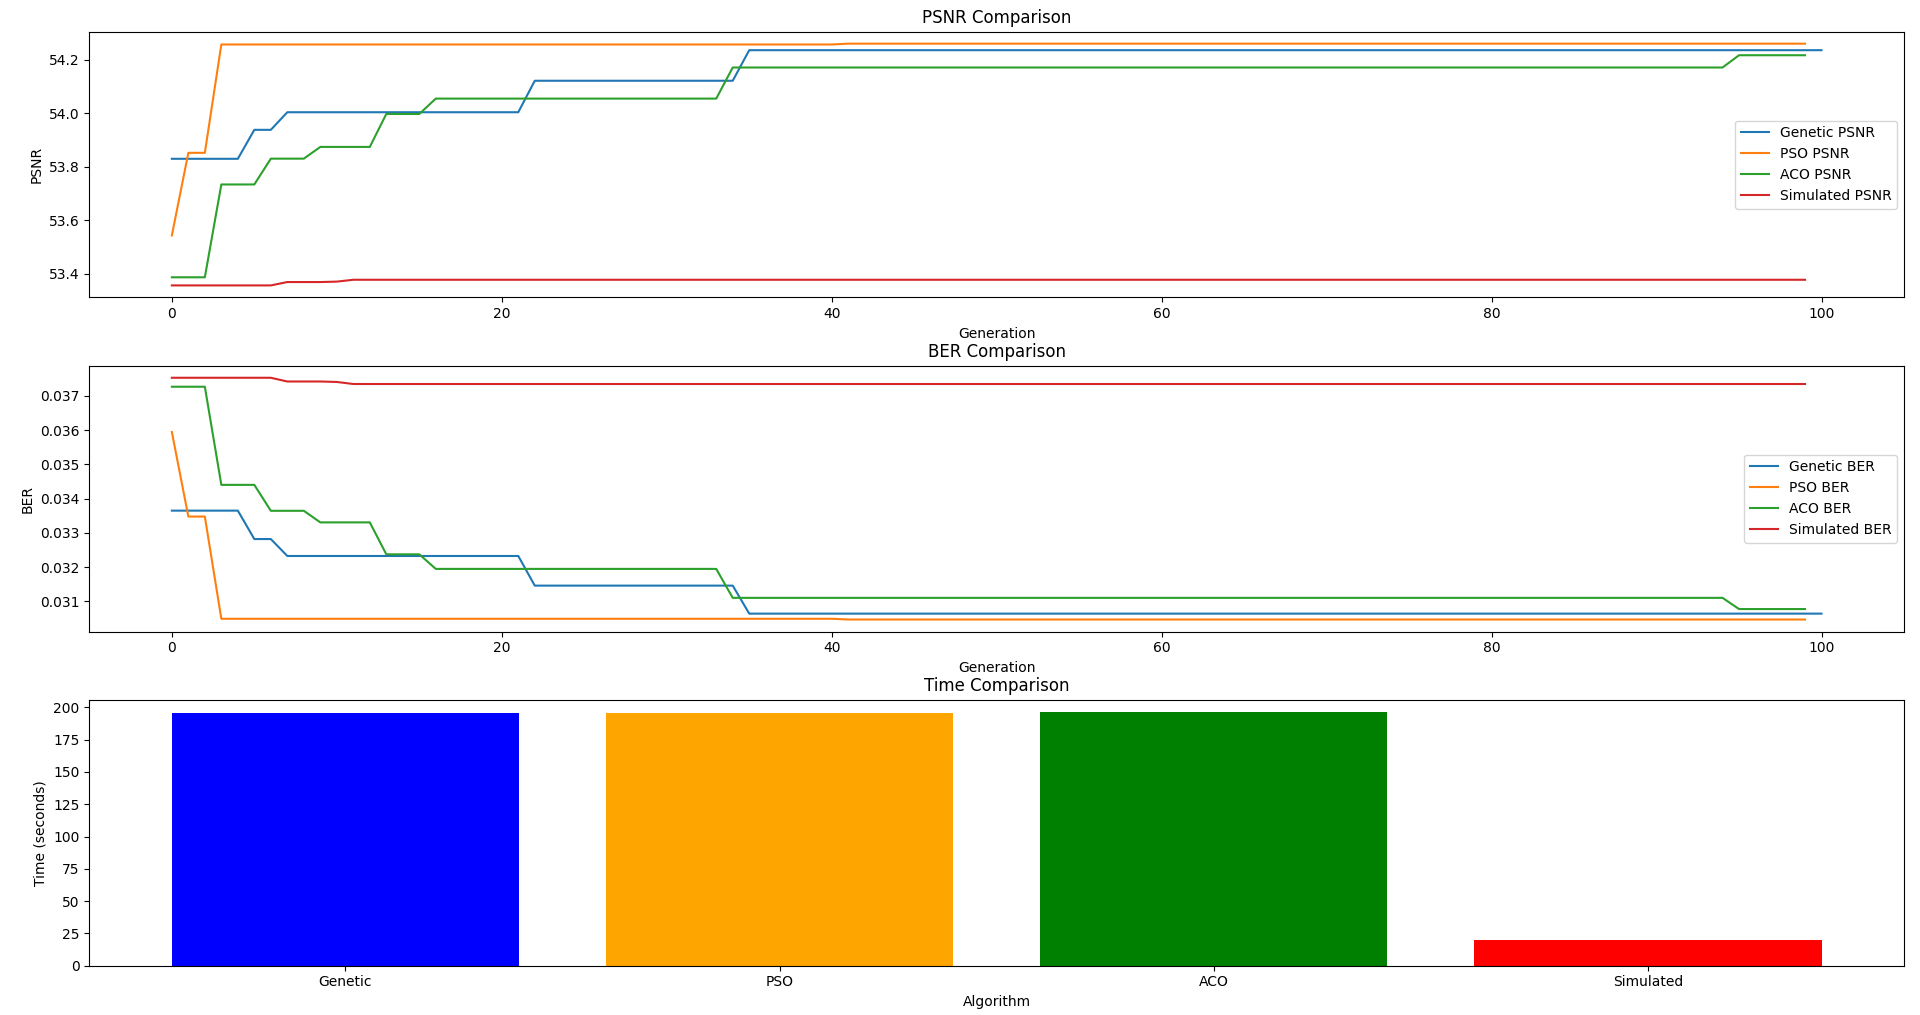 PSNR Comparison
PSNR
54.2
54.0
53.8
53.6
53.4
Genetic PSNR
PSO PSNR
ACO PSNR
Simulated PSNR
0 20 40 60 80 100
Generation
BER Comparison
BER
0.037
0.036
0.035
0.034
0.033
0.032
0.031
Genetic BER
PSO BER
ACO BER
Simulated BER
0 20 40 60 80 100
Generation
Time Comparison
Time (seconds)
200
175
150
125
100
75
50
25
0
Genetic PSO ACO Simulated
Algorithm